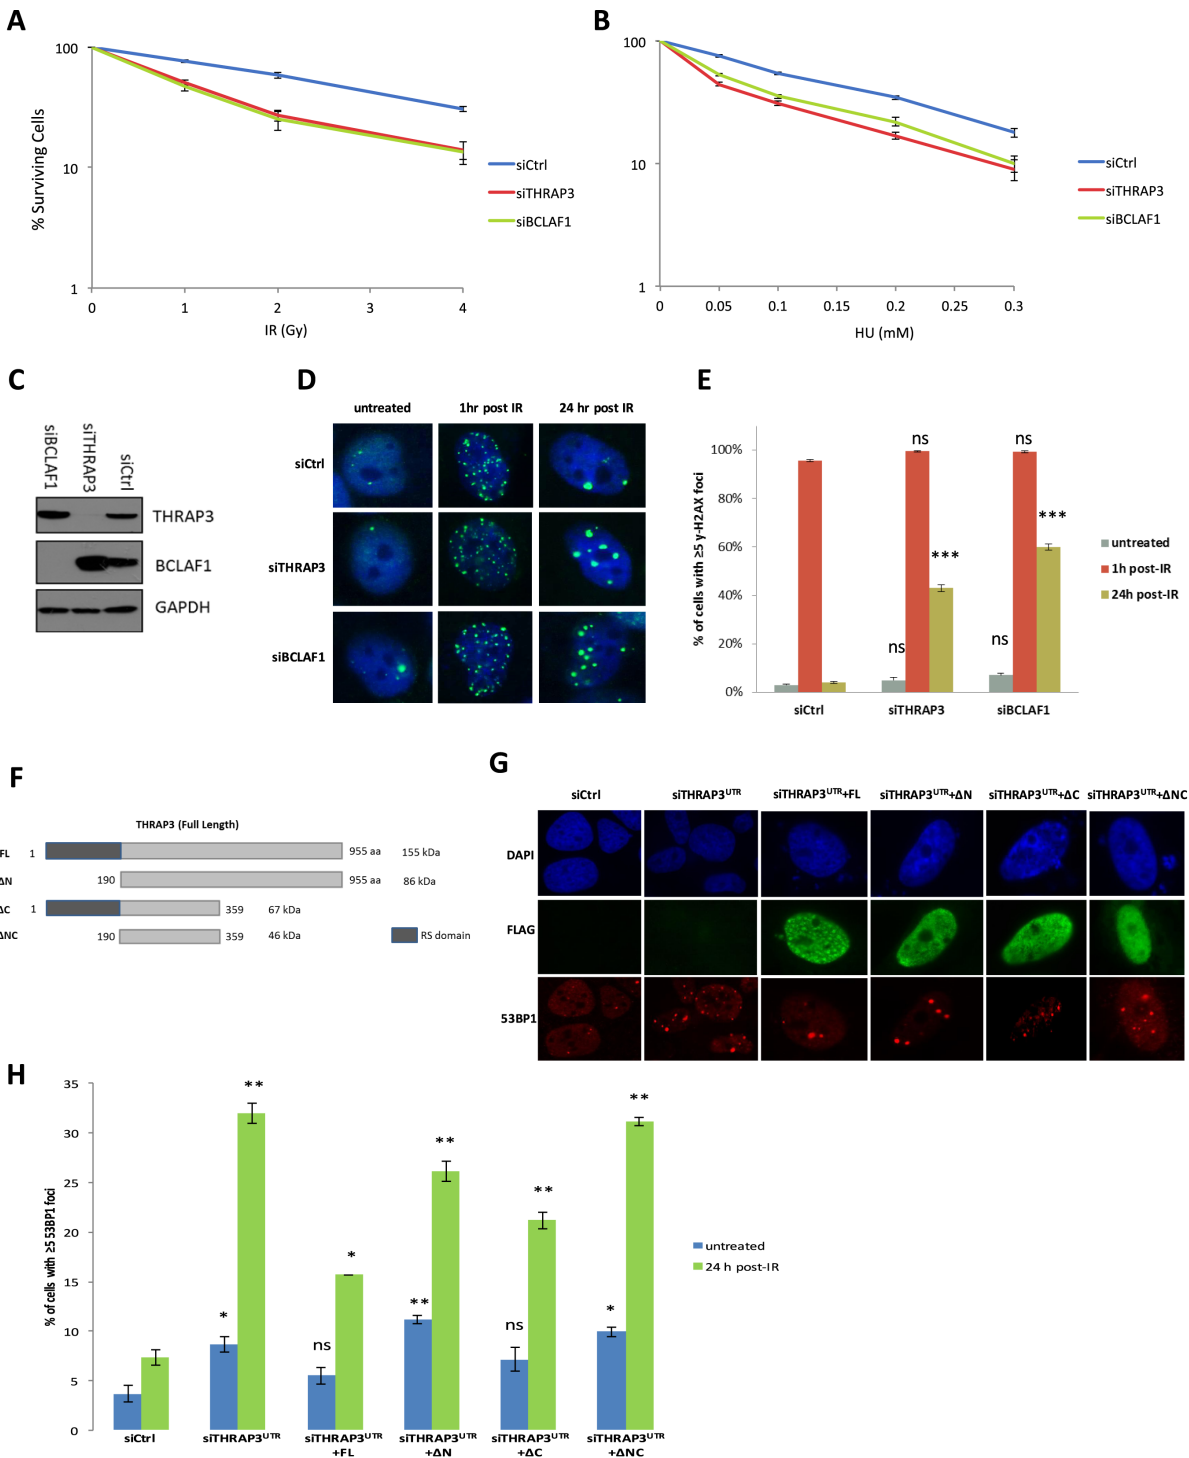 A
100
10
1
0
1
2
3
4
% Surviving Cells
IR (Gy)
siCtrl
siTHRAP3
siBCLAF1
B
100
10
1
0
0.05
0.1
0.15
0.2
0.25
0.3
HU (mM)
siCtrl
siTHRAP3
siBCLAF1
C
siBCLAF1
siTHRAP3
siCtrl
THRAP3
BCLAF1
GAPDH
D
untreated
1hr post IR
24 hr post IR
siCtrl
siTHRAP3
siBCLAF1
E
% of cells with ≥5 γ-H2AX foci
100%
80%
60%
40%
20%
0%
ns
ns
***
***
ns
ns
siCtrl
siTHRAP3
siBCLAF1
untreated
1h post-IR
24h post-IR
F
THRAP3 (Full Length)
FL 1 955 aa 155 kDa
ΔN 190 955 aa 86 kDa
ΔC 1 359 67 kDa
ΔNC 190 359 46 kDa
RS domain
G
siCtrl
siTHRAP3UTR
siTHRAP3UTR+FL
siTHRAP3UTR+ΔN
siTHRAP3UTR+ΔC
siTHRAP3UTR+ΔNC
DAPI
FLAG
53BP1
H
% of cells with ≥5 53BP1 foci
35
30
25
20
15
10
5
0
*
**
ns
*
**
**
ns
**
*
**
siCtrl
siTHRAP3UTR
siTHRAP3UTR
+FL
siTHRAP3UTR
+ΔN
siTHRAP3UTR
+ΔC
siTHRAP3UTR
+ΔNC
untreated
24 h post-IR